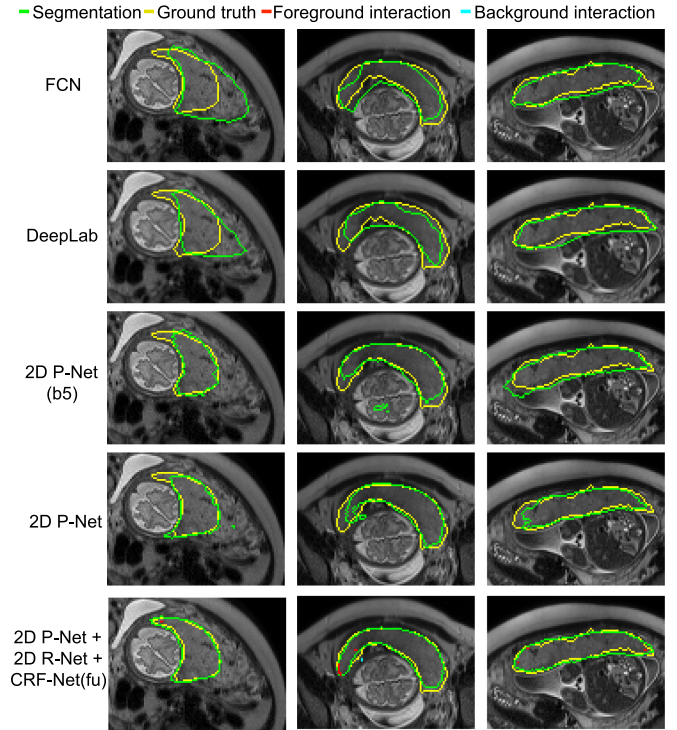 Segmentation Ground truth Foreground interaction Background interaction
FCN
DeepLab
2D P-Net
(b5)
2D P-Net
2D P-Net +
2D R-Net +
CRF-Net(fu)